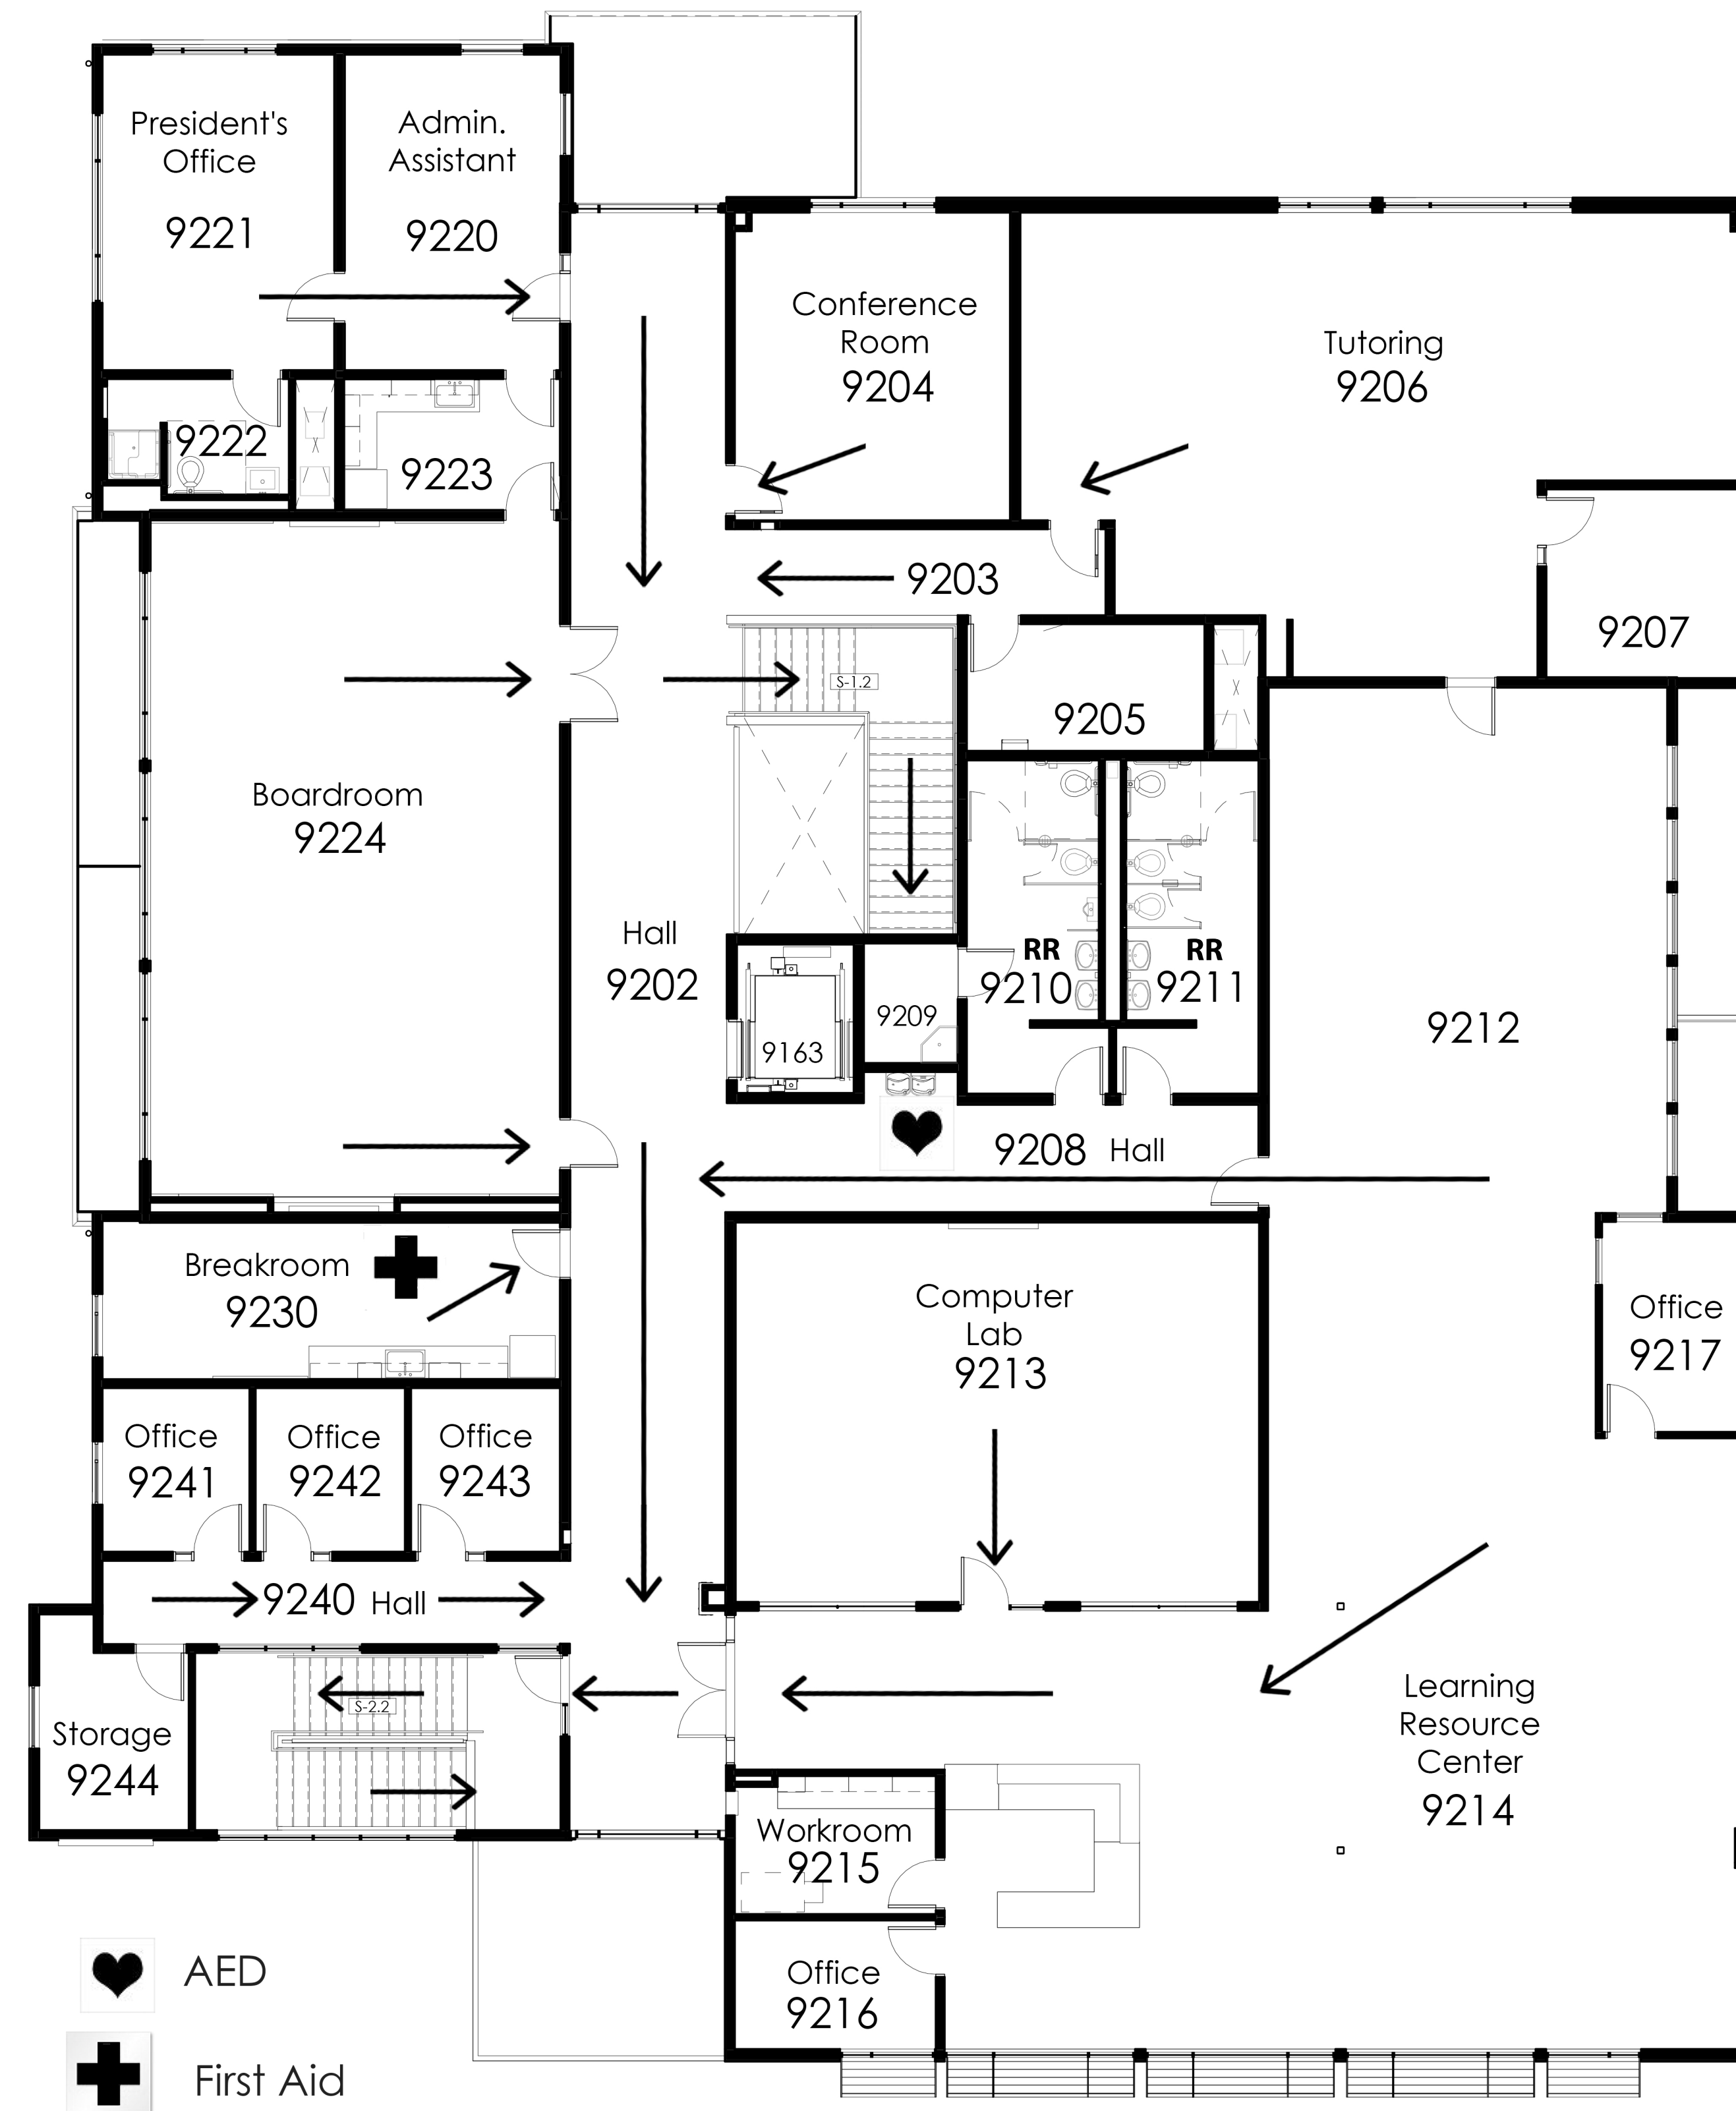 President's
Office
9221
Admin.
Assistant
9220
Conference
Room
9204
Tutoring
9206
9222
9223
9203
9207
S-1.2
9205
Boardroom
9224
Hall
9202
RR
9210
RR
9211
9209
9163
9212
9208 Hall
Breakroom
9230
Computer
Lab
9213
Office
9217
Office
9241
Office
9242
Office
9243
9240 Hall
S-2.2
Storage
9244
Learning
Resource
Center
9214
Workroom
9215
Office
9216
AED
First Aid